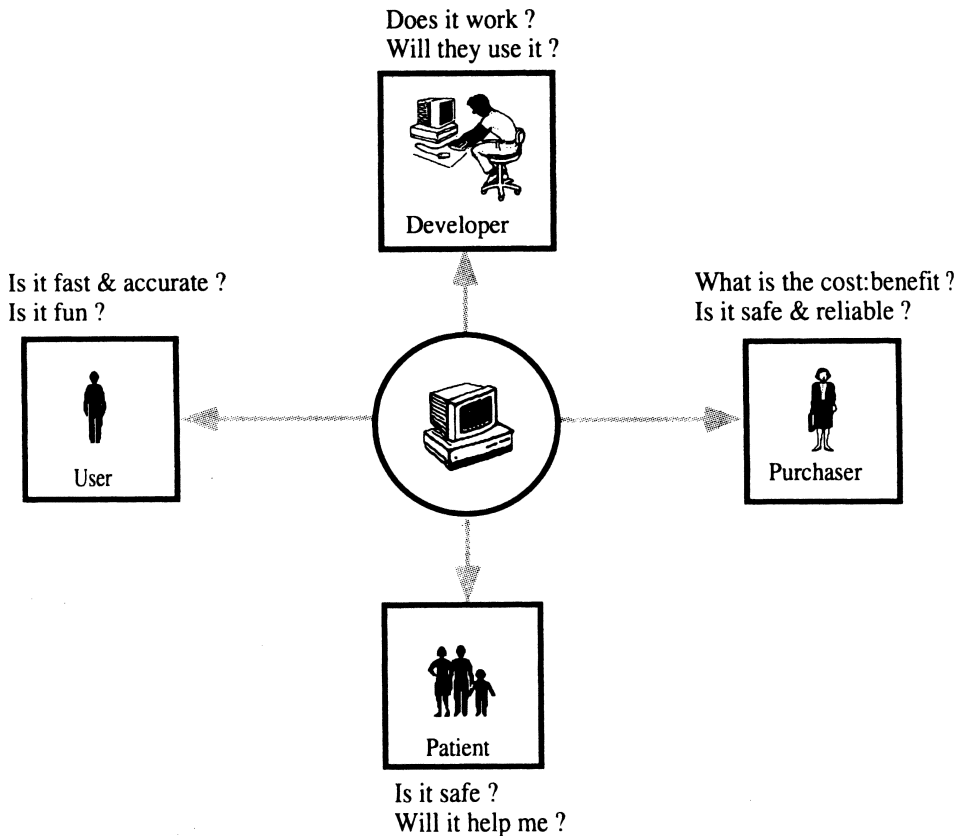 Does it work ?
Will they use it ?
Developer
Is it fast & accurate ?
Is it fun ?
User
What is the cost:benefit ?
Is it safe & reliable ?
Purchaser
Patient
Is it safe ?
Will it help me ?